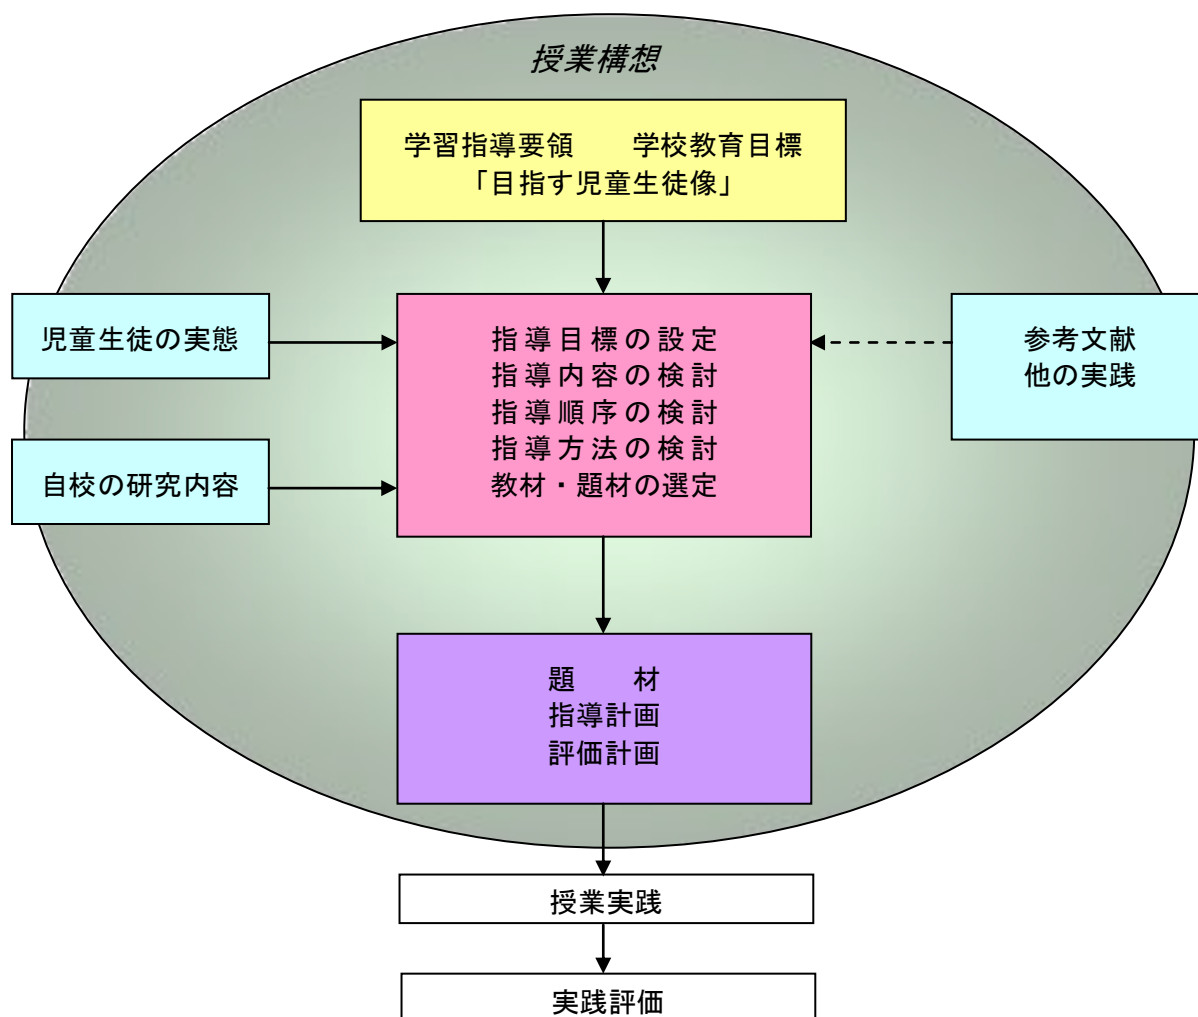 授業構想
学習指導要領　　学校教育目標
「目指す児童生徒像」
児童生徒の実態
自校の研究内容
指導目標の設定
指導内容の検討
指導順序の検討
指導方法の検討
教材・題材の選定
参考文献
他の実践
題　　材
指導計画
評価計画
授業実践
実践評価